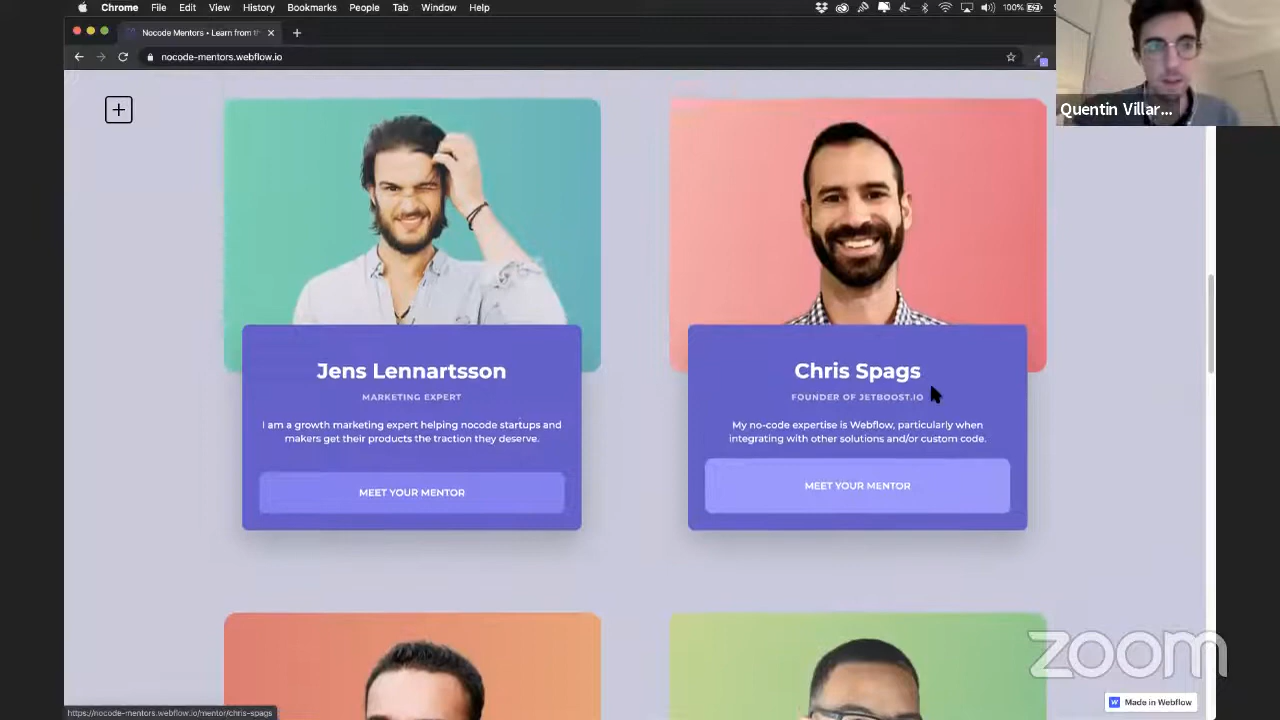 Chrome File Edit View History Bookmarks People Tab Window Help 100%
Nocode Mentors • Learn from th
nocode-mentors.webflow.io
Quentin Villar...
Jens Lennartsson
MARKETING EXPERT
I am a growth marketing expert helping nocode startups and
makers get their products the traction they deserve.
MEET YOUR MENTOR
Chris Spags
FOUNDER OF JETBOOST.IO
My no-code expertise is Webflow, particularly when
integrating with other solutions and/or custom code.
MEET YOUR MENTOR
zoom
Made in Webflow
https://nocode-mentors.webflow.io/mentor/chris-spags